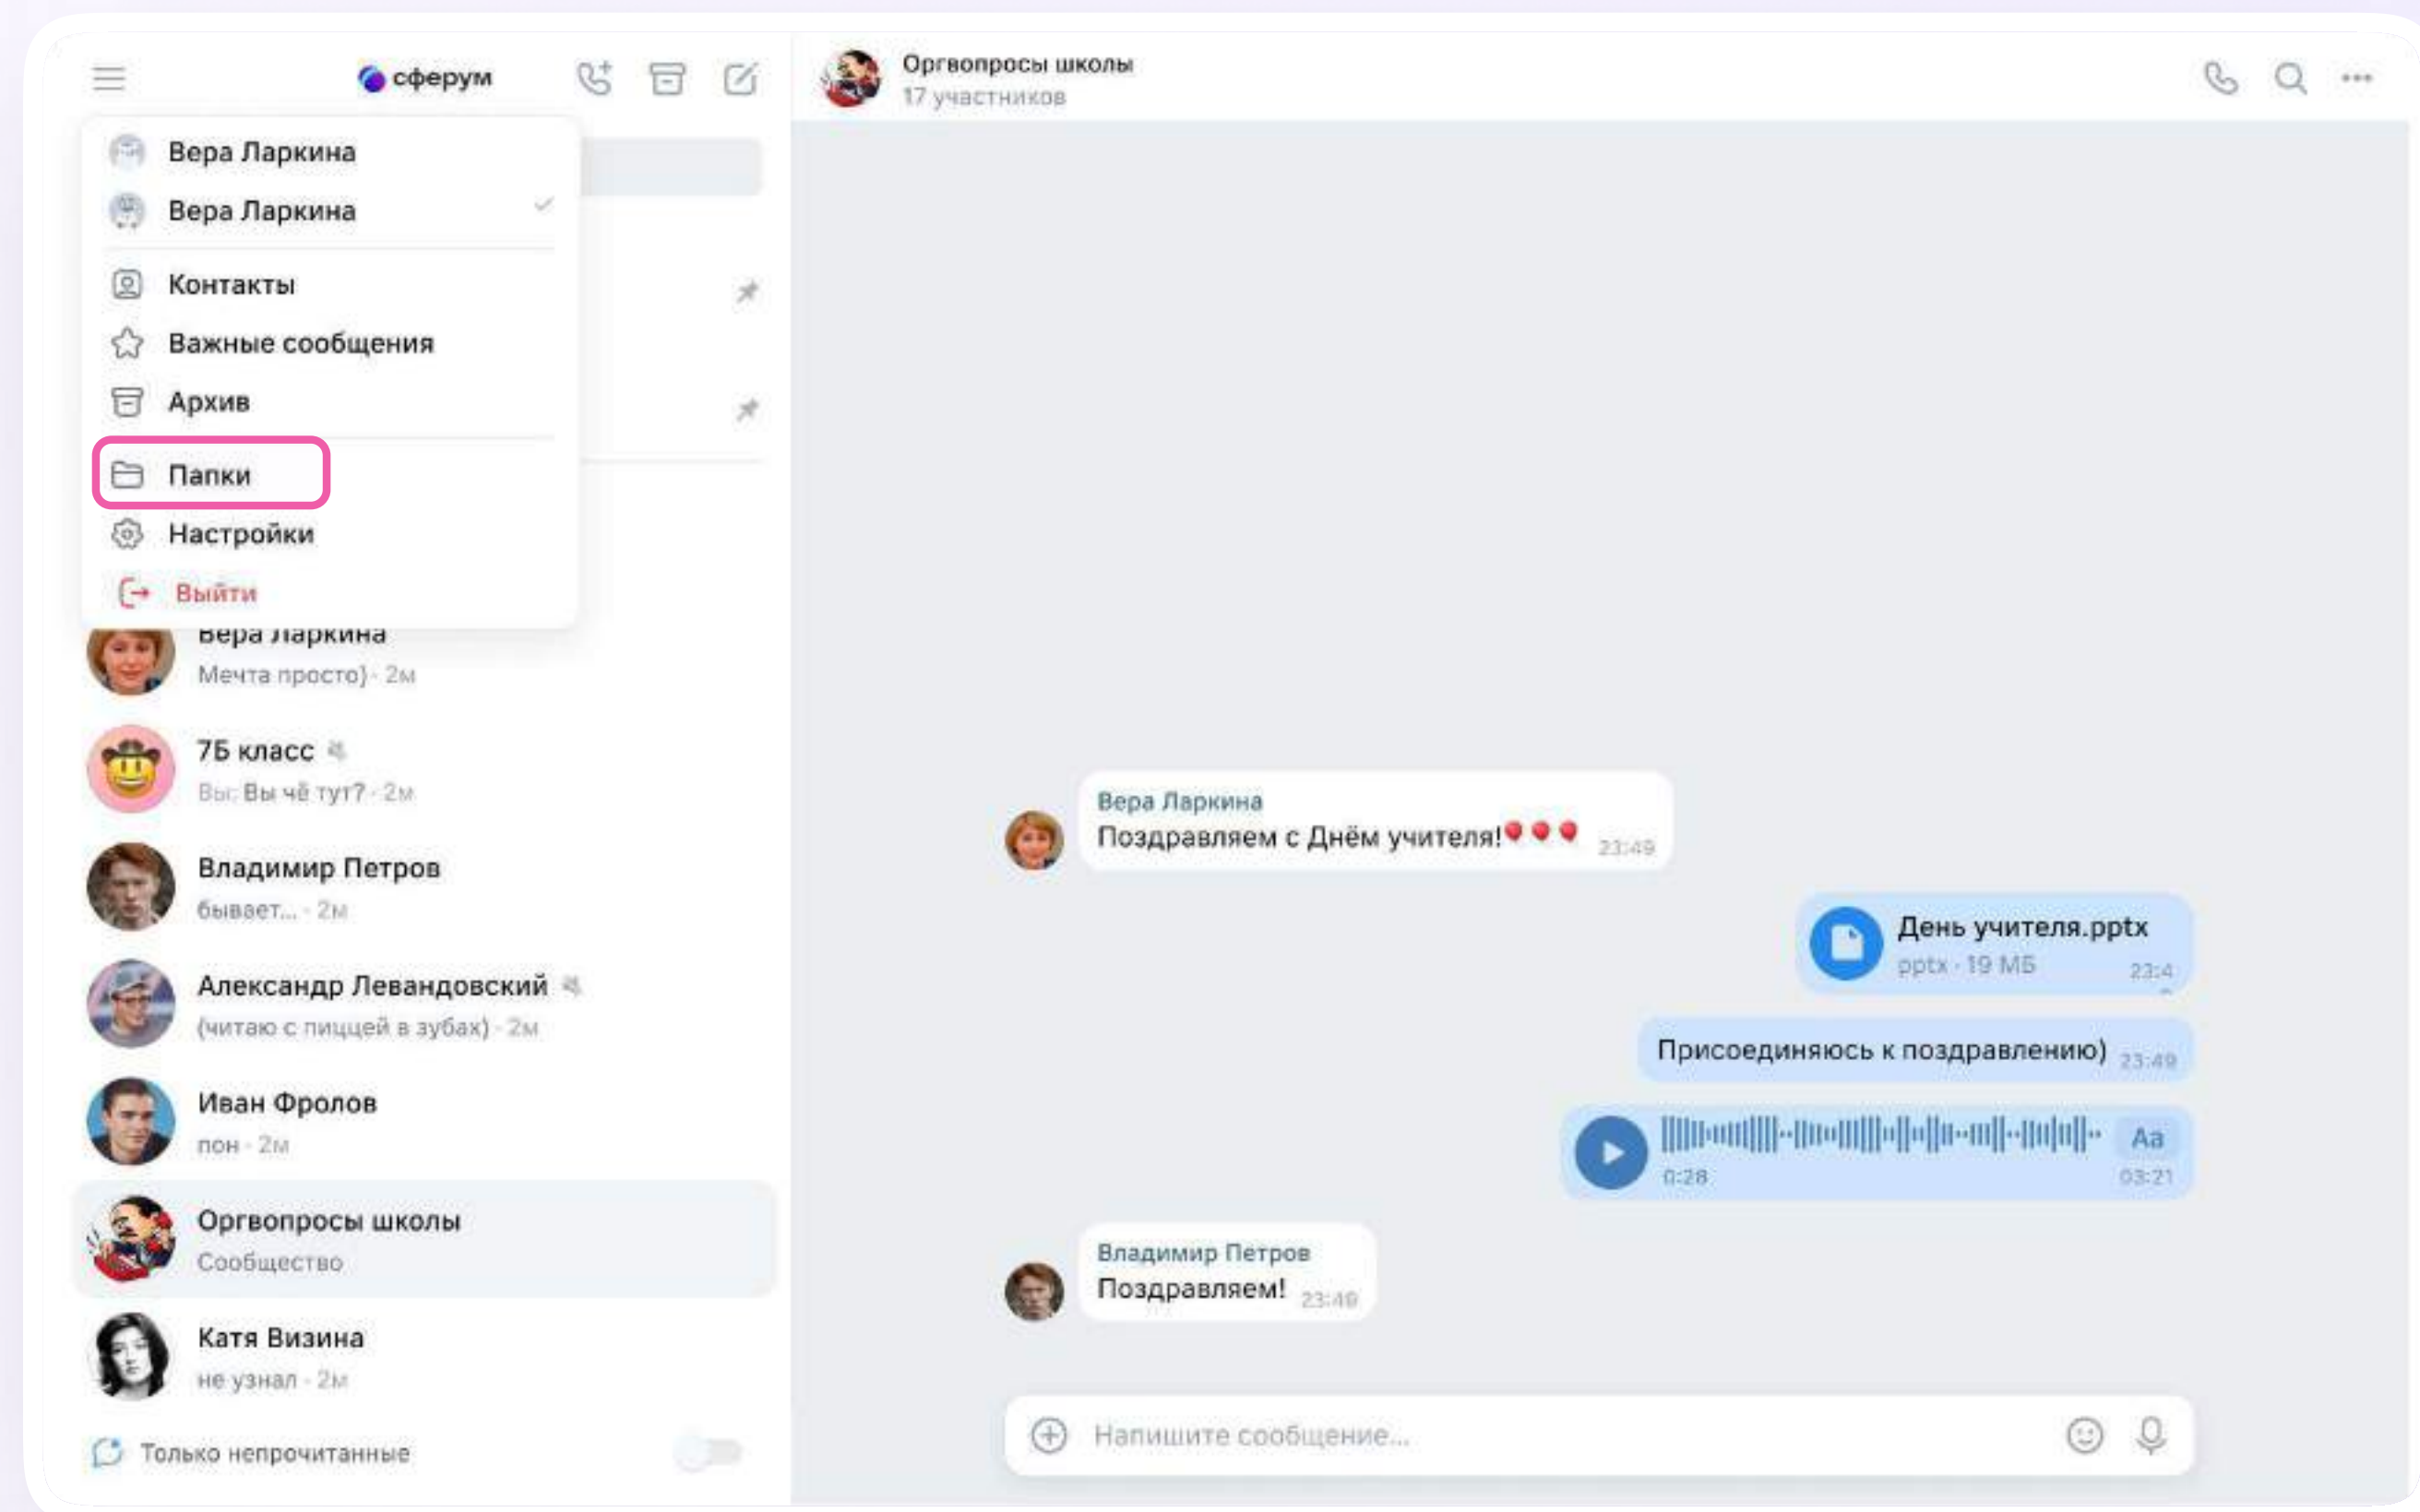 сферум
Вера Ларкина
Вера Ларкина
Контакты
Важные сообщения
Архив
Папки
Настройки
Выйти
Вера Ларкина
Мечта просто) · 2м
7Б класс
Вы: Вы чё тут? · 2м
Владимир Петров
бывает... · 2м
Александр Левандовский
(читаю с пиццей в зубах) · 2м
Иван Фролов
пон · 2м
Оргвопросы школы
Сообщество
Катя Визина
не узнал · 2м
Только непрочитанные
Оргвопросы школы
17 участников
Вера Ларкина
Поздравляем с Днём учителя!🎈🎈🎈 23:49
День учителя.pptx
pptx · 19 МБ 23:4
Присоединяюсь к поздравлению) 23:49
Aa
0:28 03:21
Владимир Петров
Поздравляем! 23:49
Напишите сообщение...